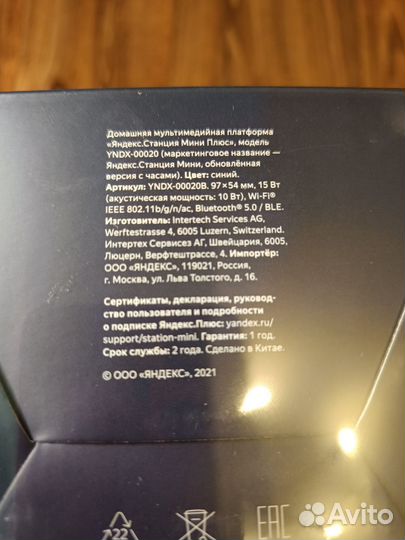 Домашняя мультимедийная платформа
«Яндекс.Станция Мини Плюс», модель
YNDX-00020 (маркетинговое название —
Яндекс.Станция Мини, обновлённая
версия с часами). Цвет: синий.
Артикул: YNDX-00020B. 97×54 мм, 15 Вт
(акустическая мощность: 10 Вт). Wi-Fi®
IEEE 802.11b/g/n/ac, Bluetooth® 5.0 / BLE.
Изготовитель: Intertech Services AG,
Werftestrasse 4, 6005 Luzern, Switzerland.
Интертех Сервисез АГ, Швейцария, 6005,
Люцерн, Верфтештрассе, 4. Импортёр:
ООО «ЯНДЕКС», 119021, Россия,
г. Москва, ул. Льва Толстого, д. 16.
Сертификаты, декларация, руковод-
ство пользователя и подробности
о подписке Яндекс.Плюс: yandex.ru/
support/station-mini. Гарантия: 1 год.
Срок службы: 2 года. Сделано в Китае.
© ООО «ЯНДЕКС», 2021
22
EAC
Avito